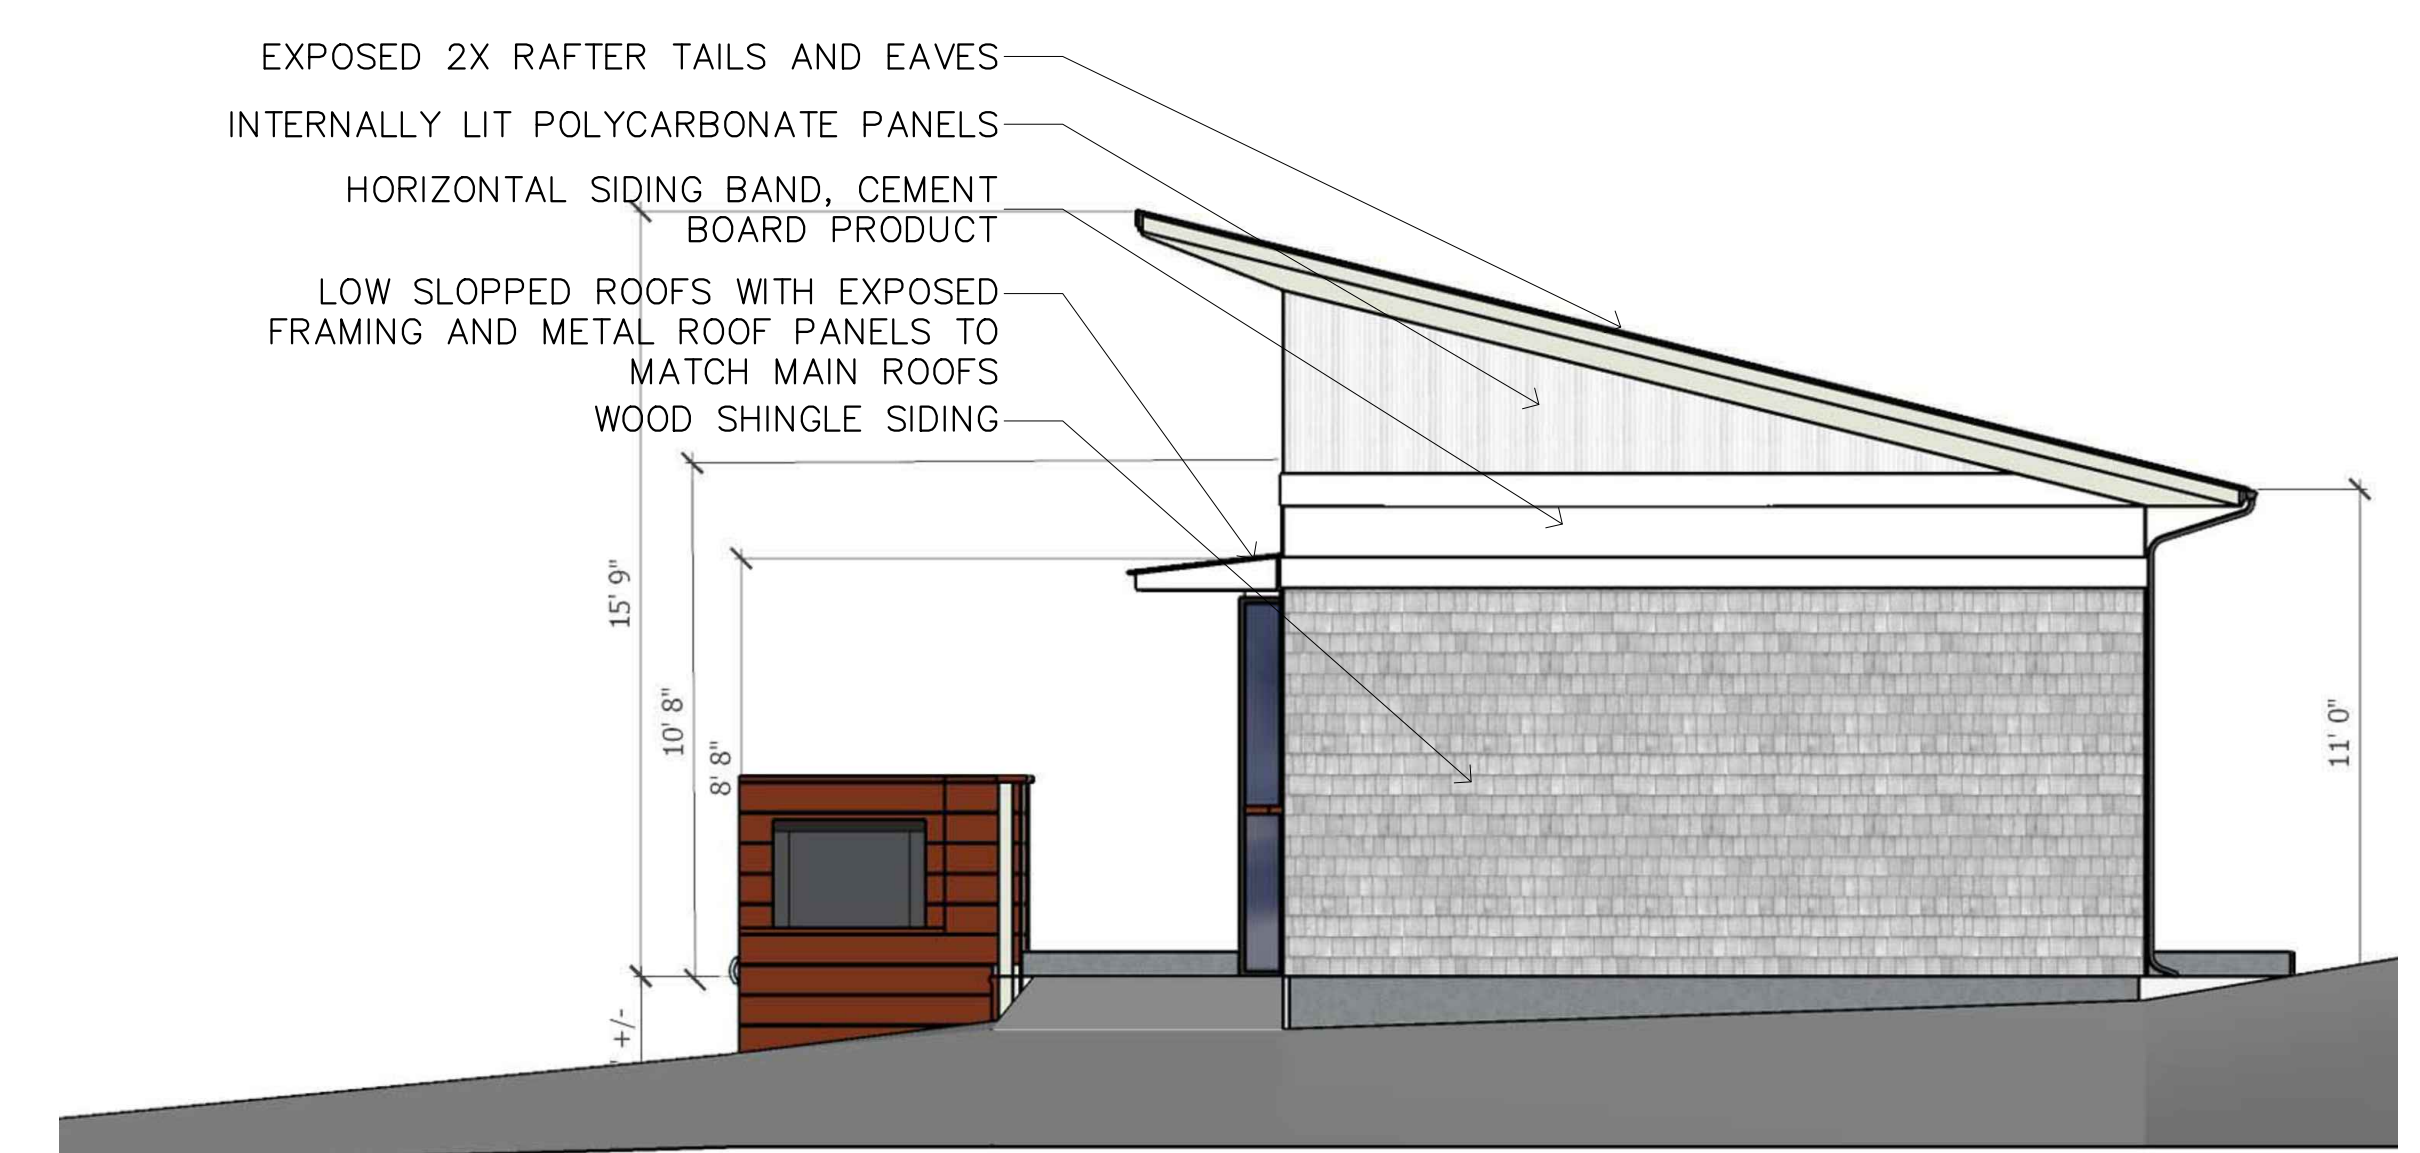 EXPOSED 2X RAFTER TAILS AND EAVES
INTERNALLY LIT POLYCARBONATE PANELS
HORIZONTAL SIDING BAND, CEMENT
BOARD PRODUCT
LOW SLOPPED ROOFS WITH EXPOSED
FRAMING AND METAL ROOF PANELS TO
MATCH MAIN ROOFS
WOOD SHINGLE SIDING
15' 9"
10' 8"
8' 8"
11' 0"
' +/-